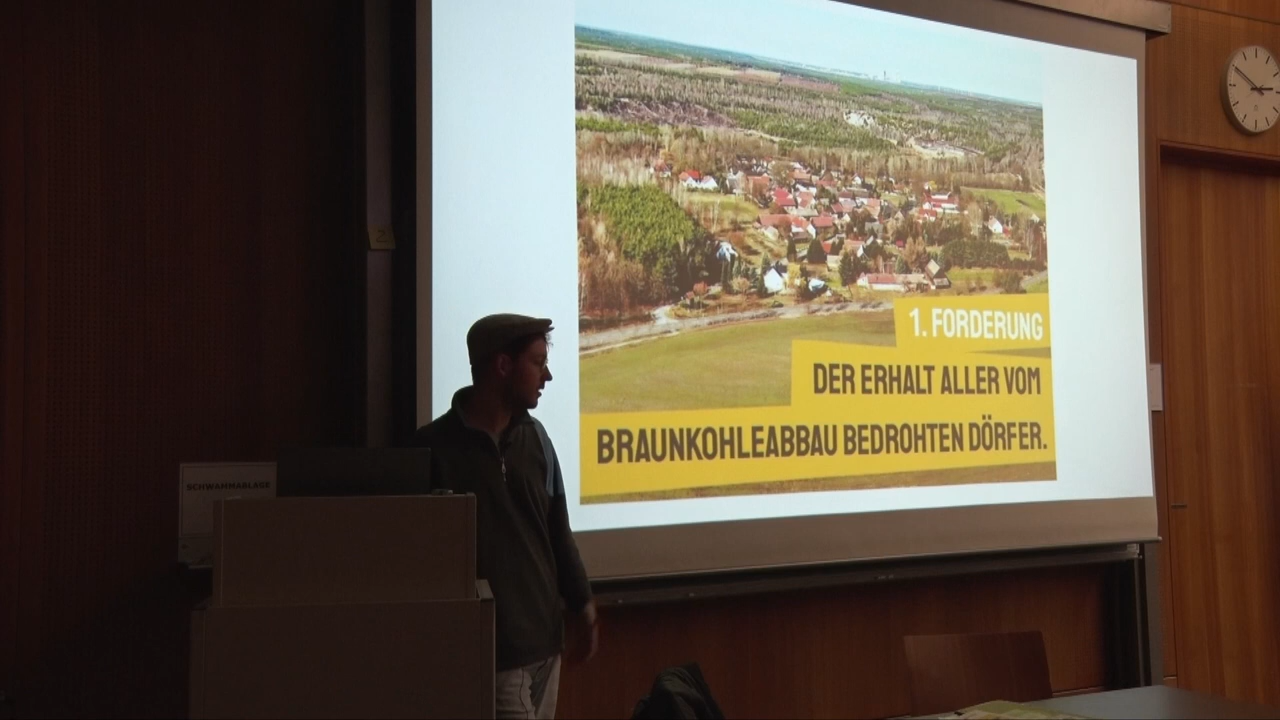 1. FORDERUNG
DER ERHALT ALLER VOM
BRAUNKOHLEABBAU BEDROHTEN DÖRFER.
SCHWAMMABLAGE